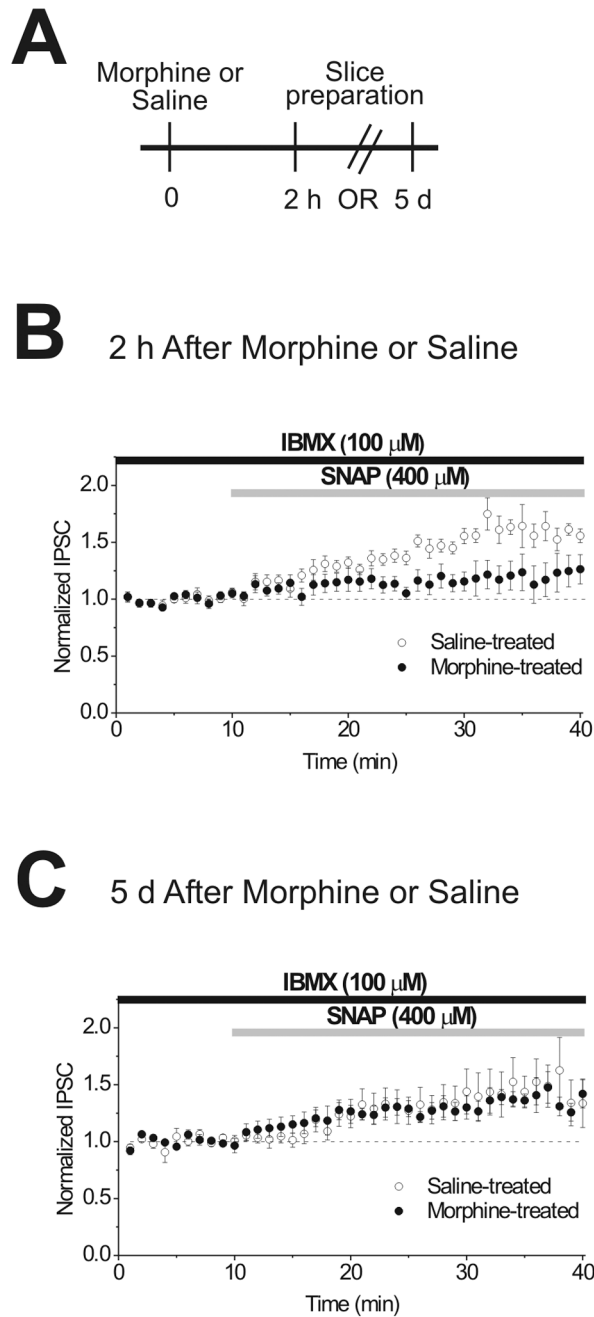 A
Morphine or
Saline
Slice
preparation
0
2 h OR 5 d
B
2 h After Morphine or Saline
IBMX (100 μM)
SNAP (400 μM)
2.0
1.5
1.0
0.5
0.0
Normalized IPSC
Saline-treated
Morphine-treated
0 10 20 30 40
Time (min)
C
5 d After Morphine or Saline
IBMX (100 μM)
SNAP (400 μM)
2.0
1.5
1.0
0.5
0.0
Normalized IPSC
Saline-treated
Morphine-treated
0 10 20 30 40
Time (min)